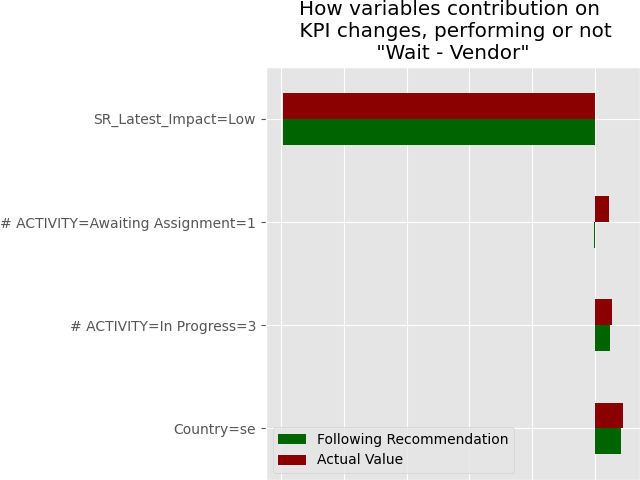 How variables contribution on
KPI changes, performing or not
"Wait - Vendor"
SR_Latest_Impact=Low
# ACTIVITY=Awaiting Assignment=1
# ACTIVITY=In Progress=3
Country=se
Following Recommendation
Actual Value